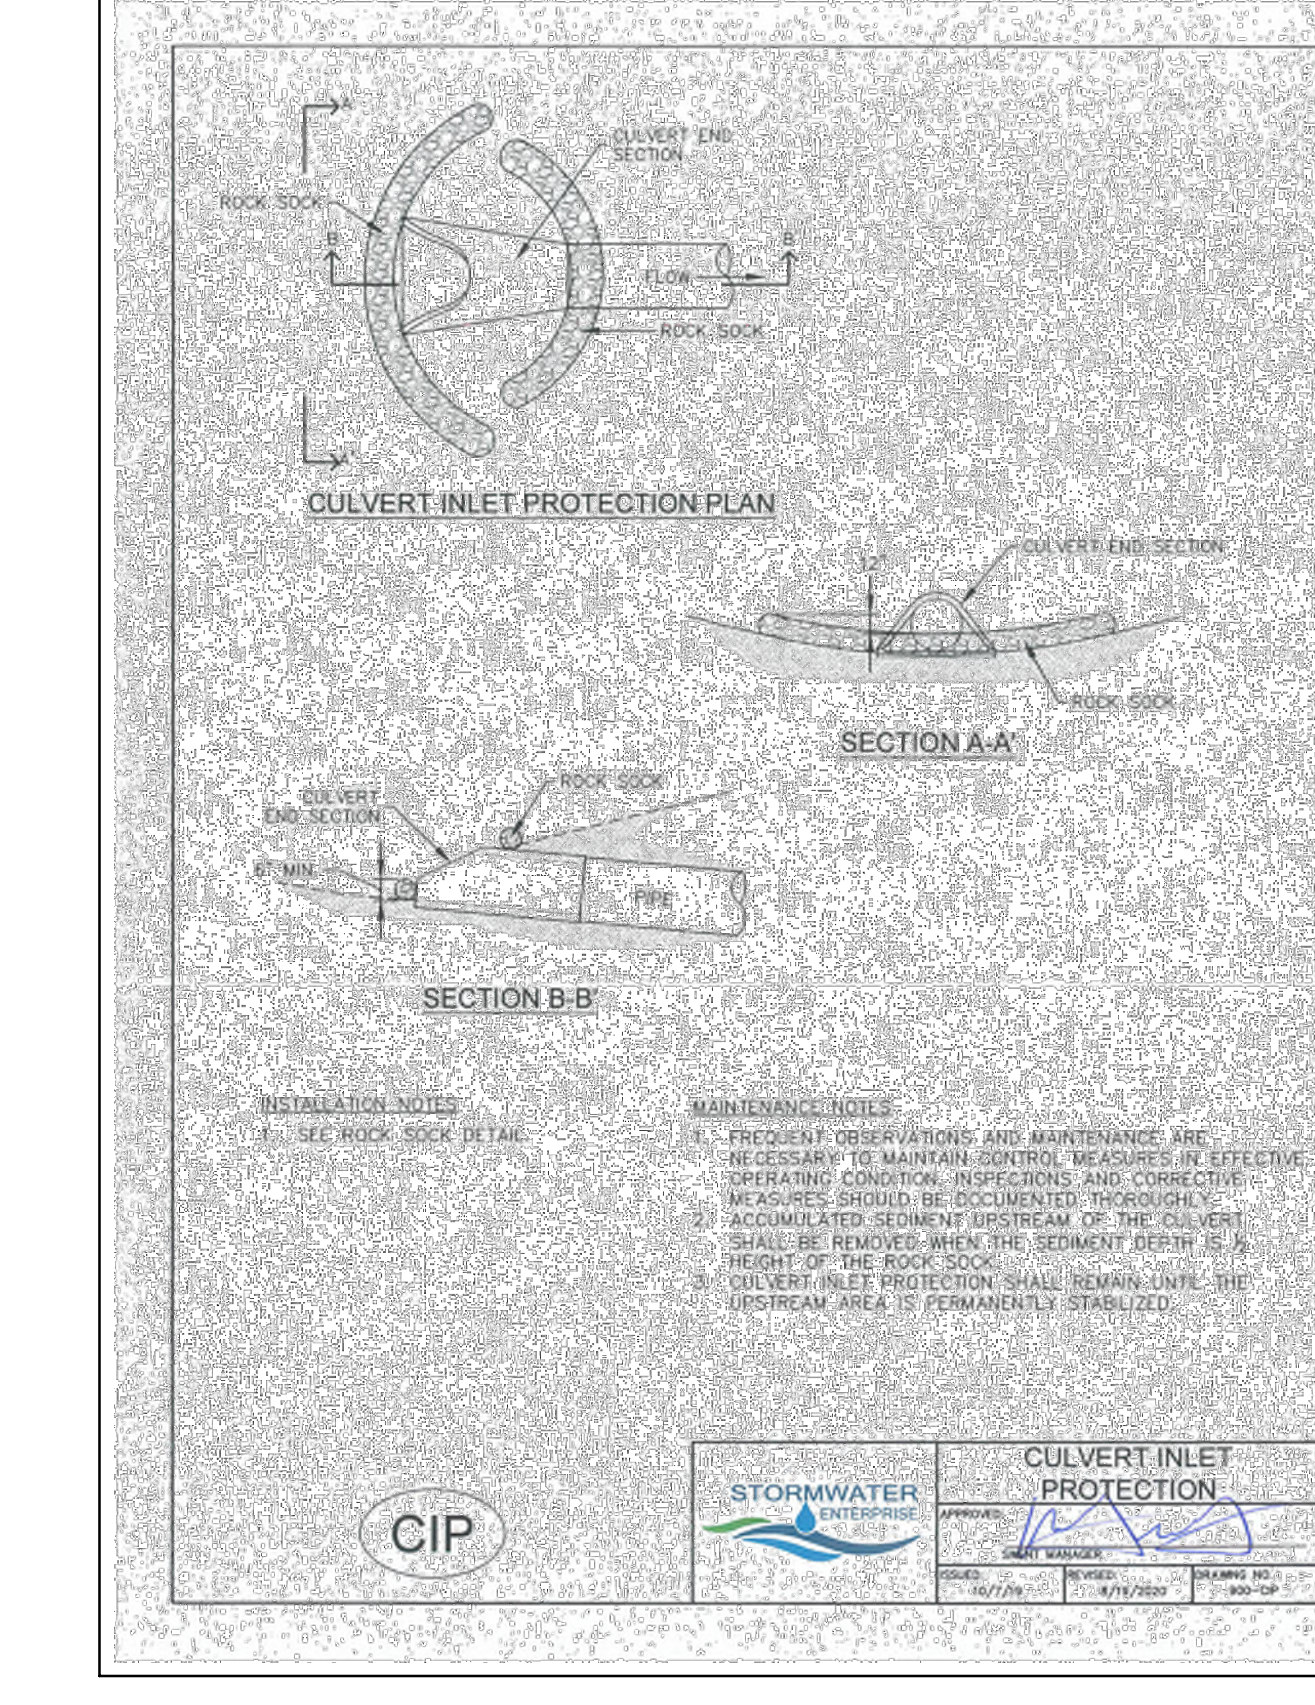 A
CULVERT END
SECTION
ROCK SOCK
B
B'
FLOW
ROCK SOCK
A'
CULVERT INLET PROTECTION PLAN
12"
CULVERT END SECTION
ROCK SOCK
SECTION A-A'
ROCK SOCK
CULVERT
END SECTION
6" MIN.
PIPE
SECTION B-B'
INSTALLATION NOTES
1. SEE ROCK SOCK DETAIL
MAINTENANCE NOTES
1. FREQUENT OBSERVATIONS AND MAINTENANCE ARE
NECESSARY TO MAINTAIN CONTROL MEASURES IN EFFECTIVE
OPERATING CONDITION. INSPECTIONS AND CORRECTIVE
MEASURES SHOULD BE DOCUMENTED THOROUGHLY.
2. ACCUMULATED SEDIMENT UPSTREAM OF THE CULVERT
SHALL BE REMOVED WHEN THE SEDIMENT DEPTH IS ½
HEIGHT OF THE ROCK SOCK.
3. CULVERT INLET PROTECTION SHALL REMAIN UNTIL THE
UPSTREAM AREA IS PERMANENTLY STABILIZED.
CIP
STORMWATER
ENTERPRISE
CULVERT INLET
PROTECTION
APPROVED:
MANAGER
ISSUED:
10/7/19
REVISED:
DRAWING NO.
900-CIP